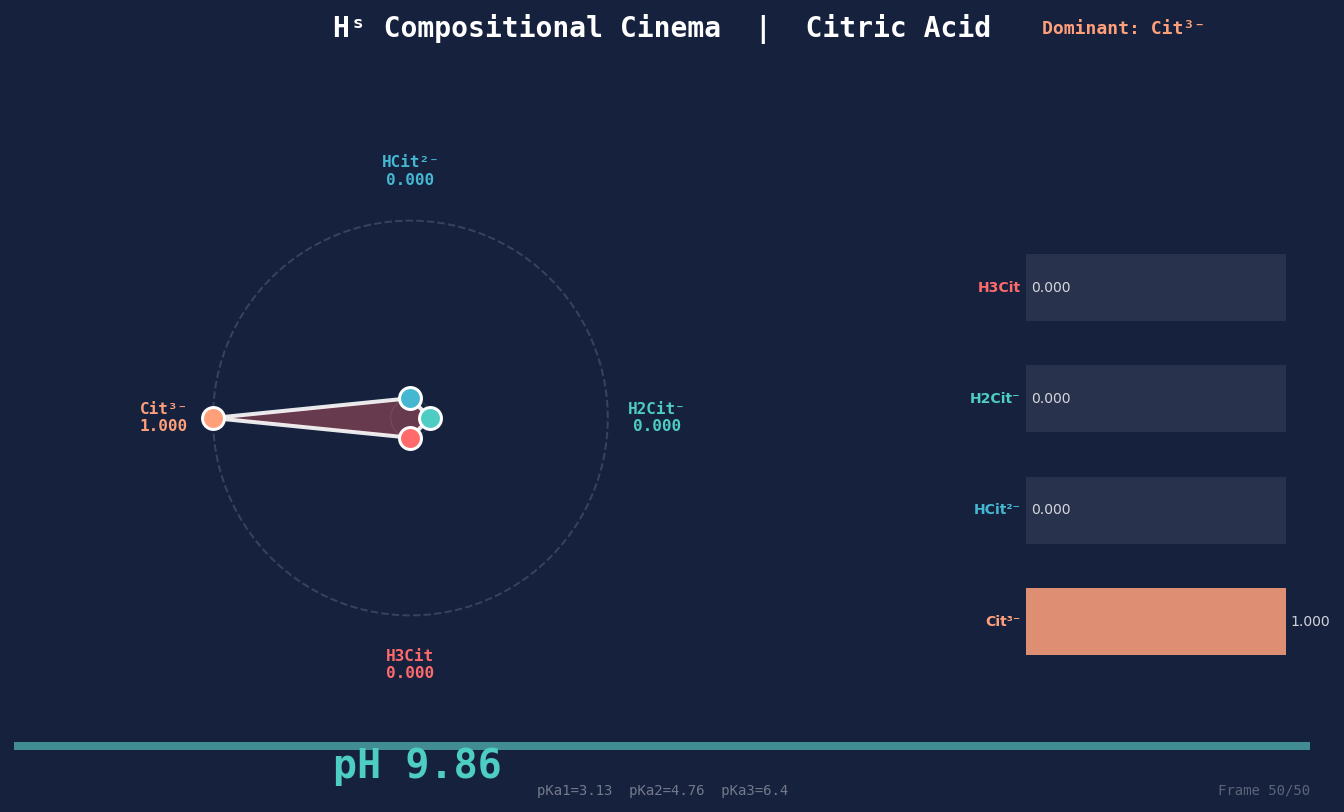 Hˢ Compositional Cinema | Citric Acid
Dominant: Cit³⁻
HCit²⁻
0.000
Cit³⁻
1.000
H2Cit⁻
0.000
H3Cit
0.000
H3Cit 0.000
H2Cit⁻ 0.000
HCit²⁻ 0.000
Cit³⁻ 1.000
pH 9.86
pKa1=3.13 pKa2=4.76 pKa3=6.4
Frame 50/50